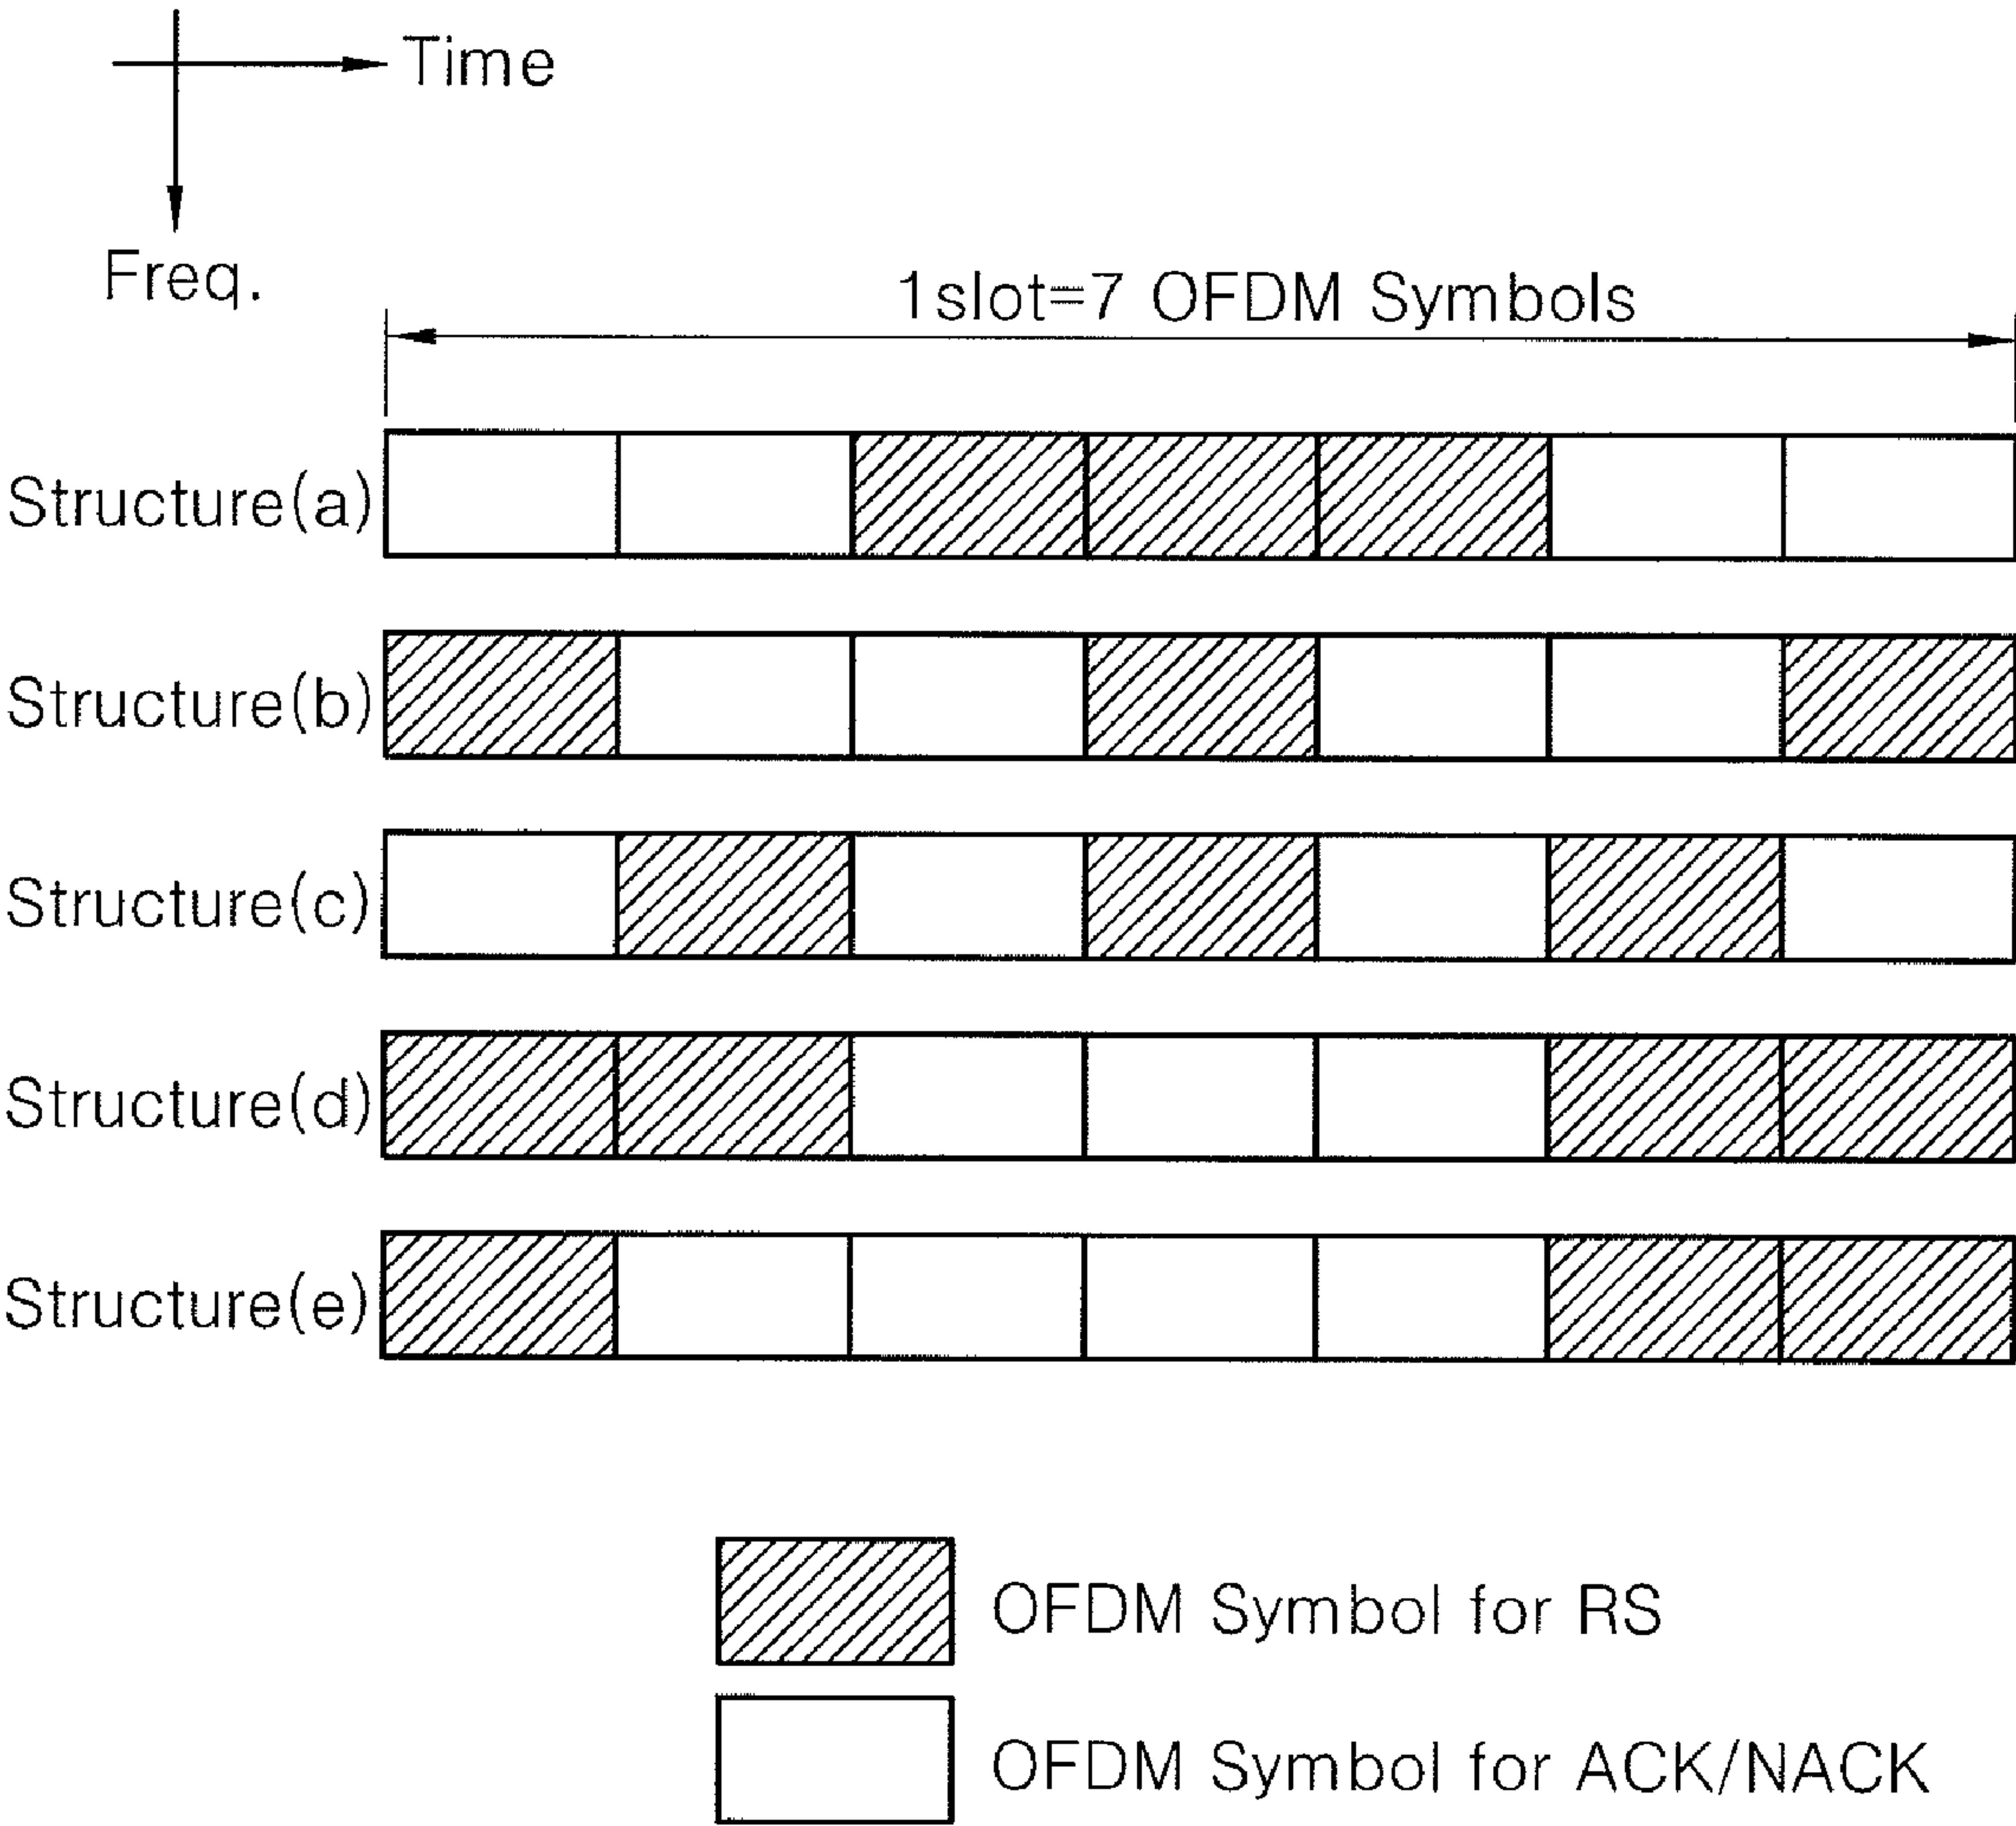 Time
Freq.
1slot=7 OFDM Symbols
Structure(a)
Structure(b)
Structure(c)
Structure(d)
Structure(e)
OFDM Symbol for RS
OFDM Symbol for ACK/NACK